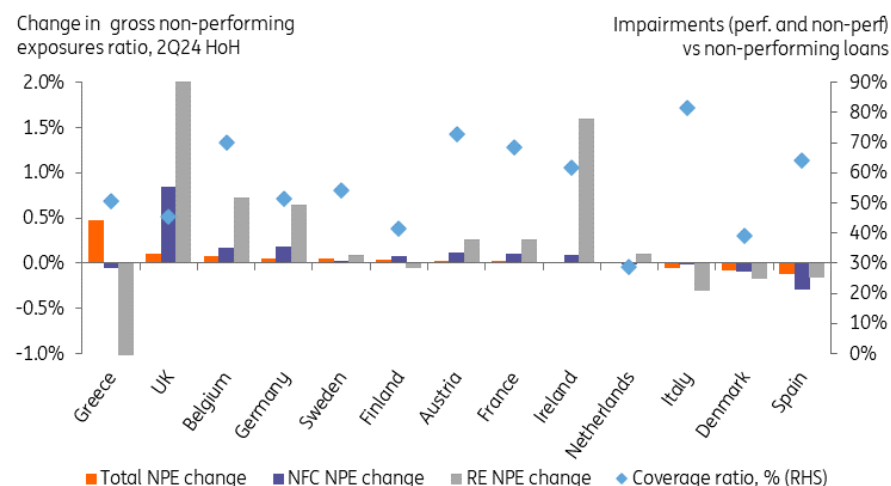 Change in gross non-performing
exposures ratio, 2Q24 HoH
Impairments (perf. and non-perf)
vs non-performing loans
2.0%
1.5%
1.0%
0.5%
0.0%
-0.5%
-1.0%
90%
80%
70%
60%
50%
40%
30%
20%
10%
0%
Greece
UK
Belgium
Germany
Sweden
Finland
Austria
France
Ireland
Netherlands
Italy
Denmark
Spain
Total NPE change
NFC NPE change
RE NPE change
Coverage ratio, % (RHS)